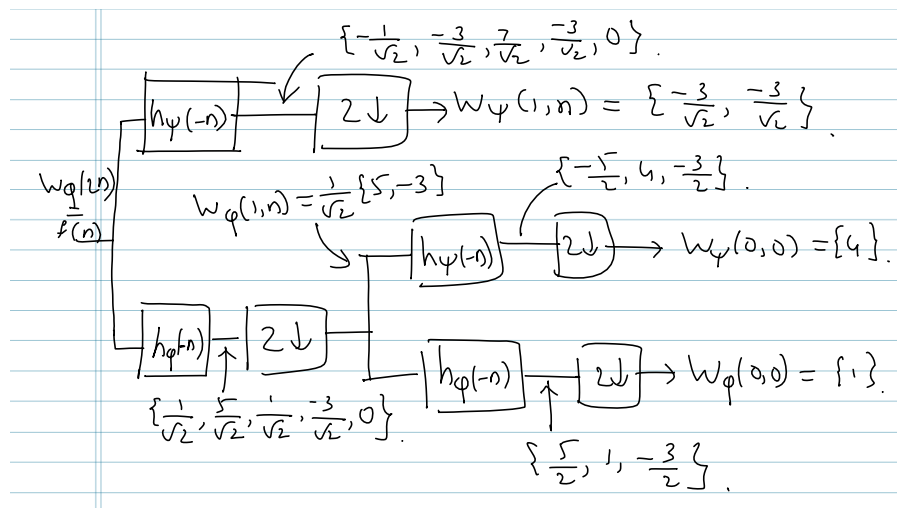 {-1/√2, -3/√2, 7/√2, -3/√2, 0}.
hψ(-n)
2↓
Wψ(1,n) = {-3/√2, -3/√2}.
Wφ(2n)
=
f(n)
Wφ(1,n) = 1/√2 {5,-3}
{-5/2, 4, -3/2}.
hψ(-n)
2↓
Wψ(0,0) = {4}.
hφ(-n)
2↓
hφ(-n)
2↓
Wφ(0,0) = {1}.
{1/√2, 5/√2, 1/√2, -3/√2, 0}.
{5/2, 1, -3/2}.